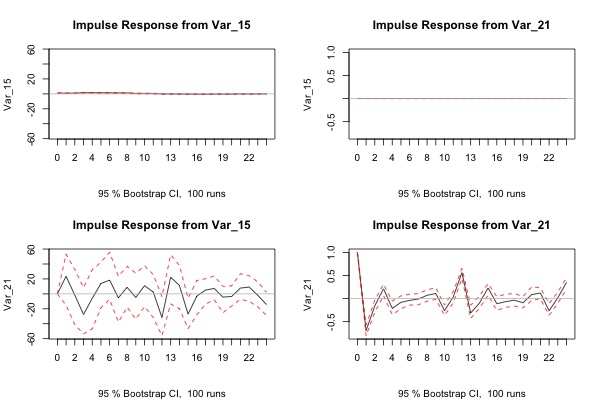 Impulse Response from Var_15
Var_15
60
20
-20
-60
0 2 4 6 8 10 13 16 19 22
95 % Bootstrap CI, 100 runs
Impulse Response from Var_21
Var_15
1.0
0.5
-0.5
0 2 4 6 8 10 13 16 19 22
95 % Bootstrap CI, 100 runs
Impulse Response from Var_15
Var_21
60
20
-20
-60
0 2 4 6 8 10 13 16 19 22
95 % Bootstrap CI, 100 runs
Impulse Response from Var_21
Var_21
1.0
0.5
-0.5
0 2 4 6 8 10 13 16 19 22
95 % Bootstrap CI, 100 runs